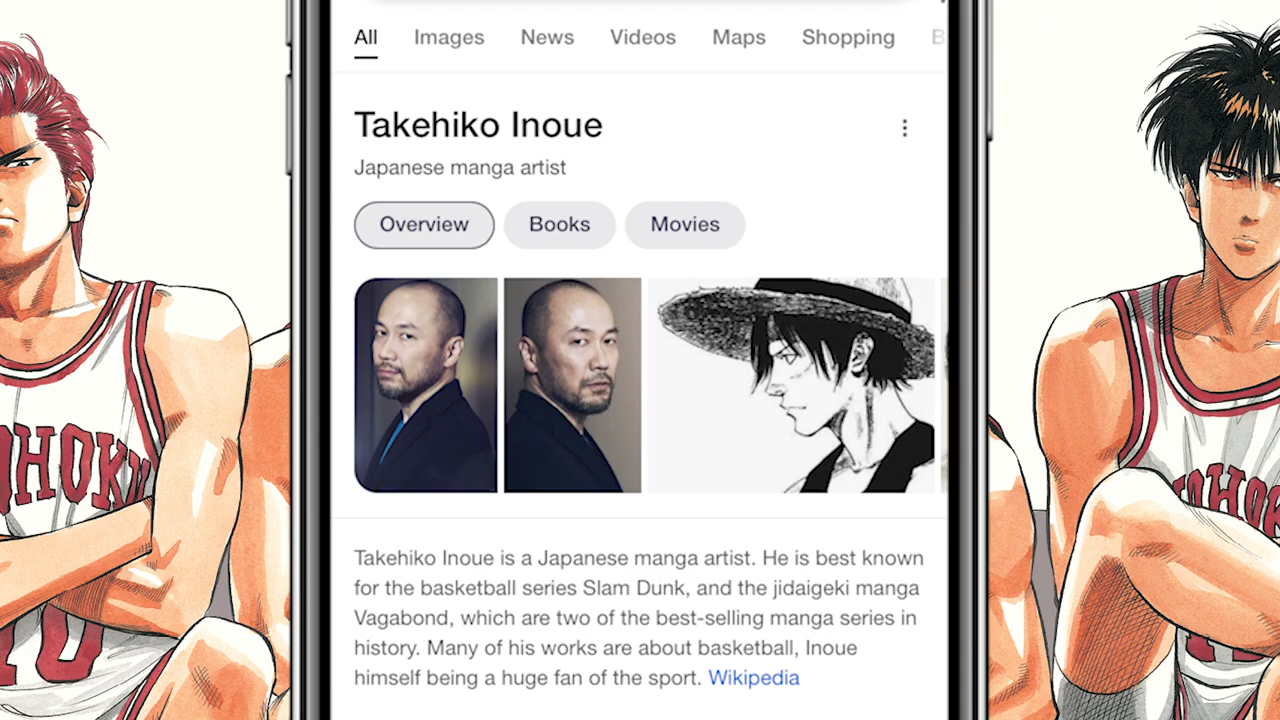 All Images News Videos Maps Shopping
Takehiko Inoue
Japanese manga artist
Overview Books Movies
Takehiko Inoue is a Japanese manga artist. He is best known
for the basketball series Slam Dunk, and the jidaigeki manga
Vagabond, which are two of the best-selling manga series in
history. Many of his works are about basketball, Inoue
himself being a huge fan of the sport. Wikipedia
OHOKU
10
OHOK